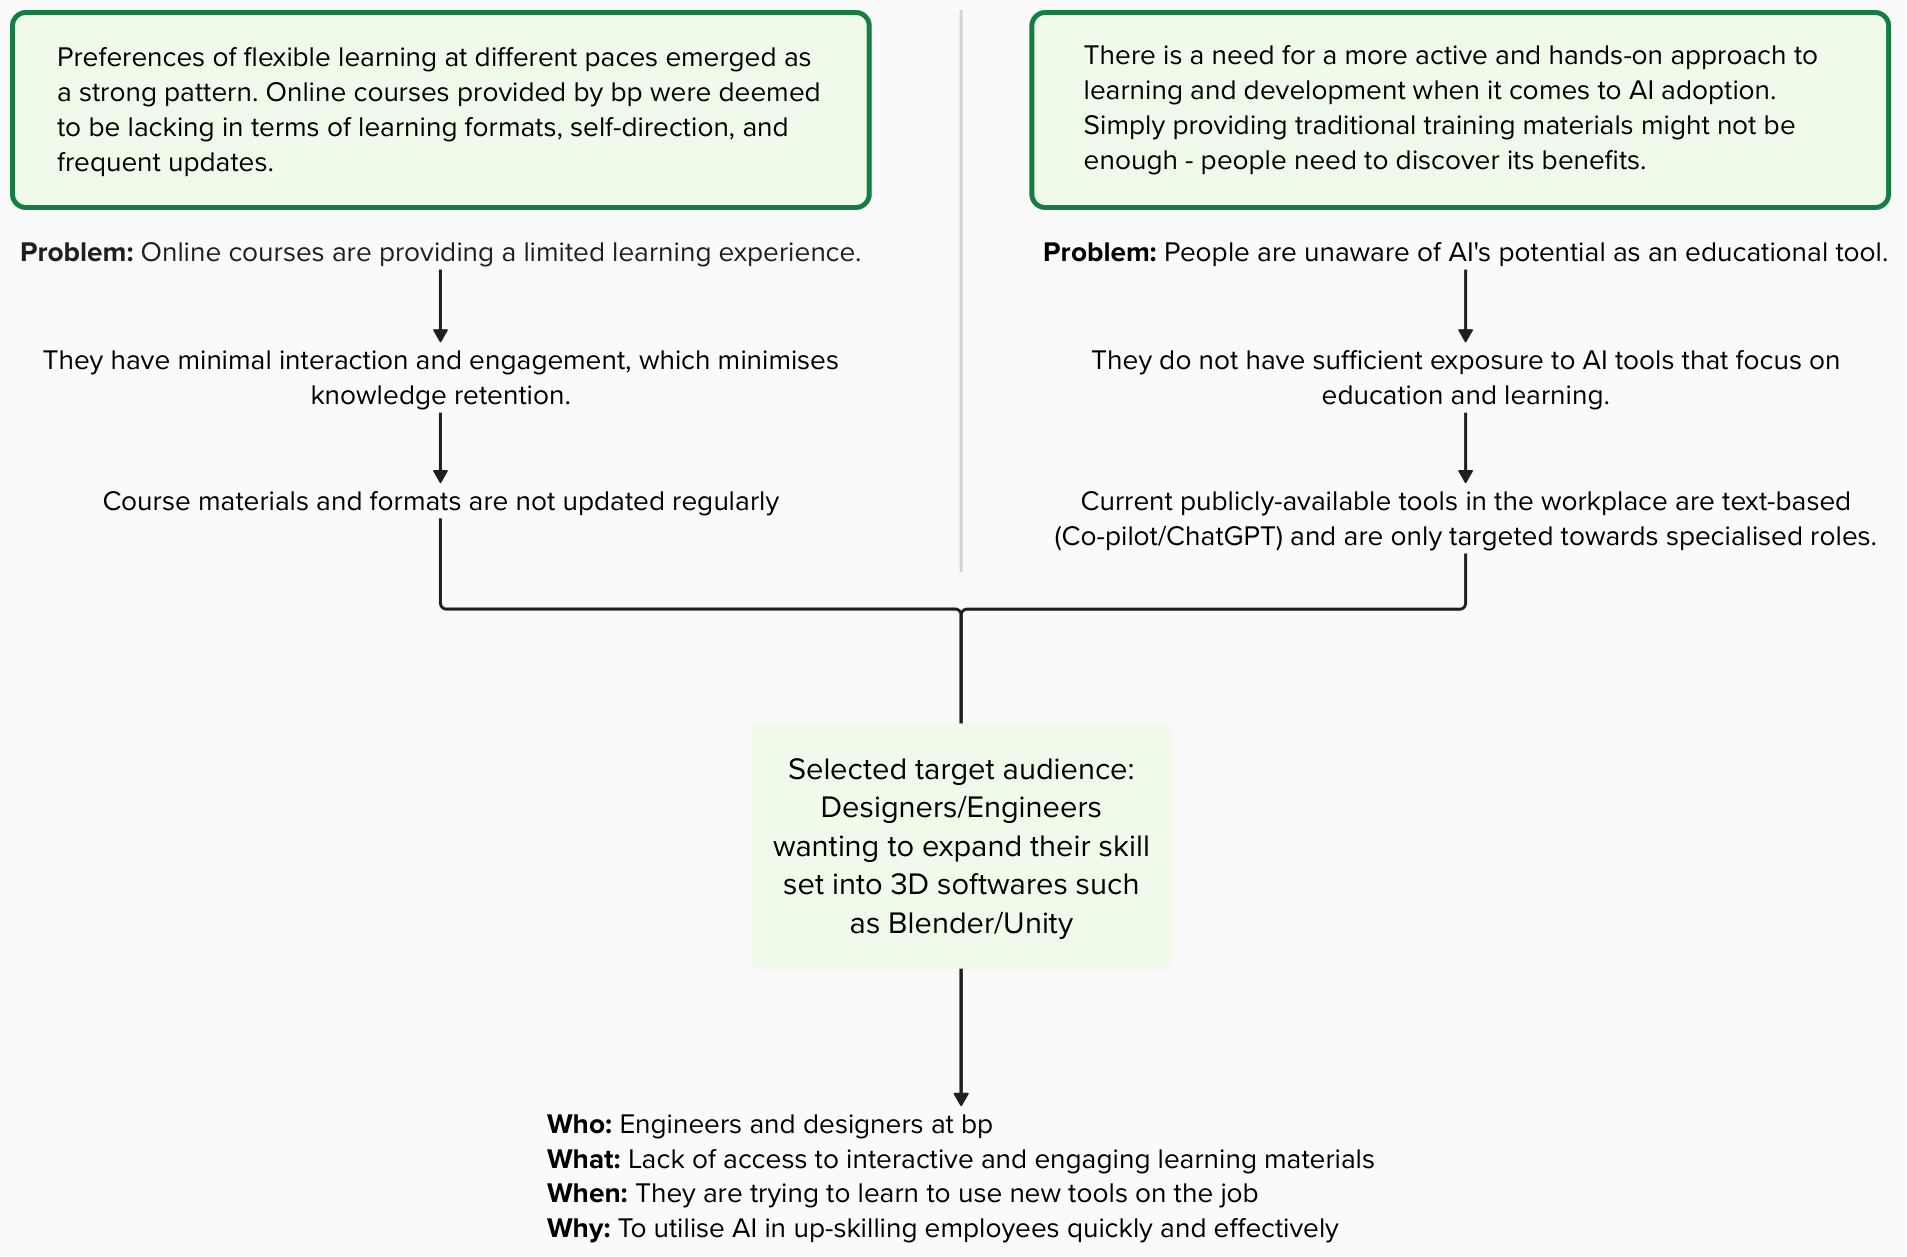 Preferences of flexible learning at different paces emerged as
a strong pattern. Online courses provided by bp were deemed
to be lacking in terms of learning formats, self-direction, and
frequent updates.
Problem: Online courses are providing a limited learning experience.
They have minimal interaction and engagement, which minimises
knowledge retention.
Course materials and formats are not updated regularly
There is a need for a more active and hands-on approach to
learning and development when it comes to AI adoption.
Simply providing traditional training materials might not be
enough - people need to discover its benefits.
Problem: People are unaware of AI's potential as an educational tool.
They do not have sufficient exposure to AI tools that focus on
education and learning.
Current publicly-available tools in the workplace are text-based
(Co-pilot/ChatGPT) and are only targeted towards specialised roles.
Selected target audience:
Designers/Engineers
wanting to expand their skill
set into 3D softwares such
as Blender/Unity
Who: Engineers and designers at bp
What: Lack of access to interactive and engaging learning materials
When: They are trying to learn to use new tools on the job
Why: To utilise AI in up-skilling employees quickly and effectively